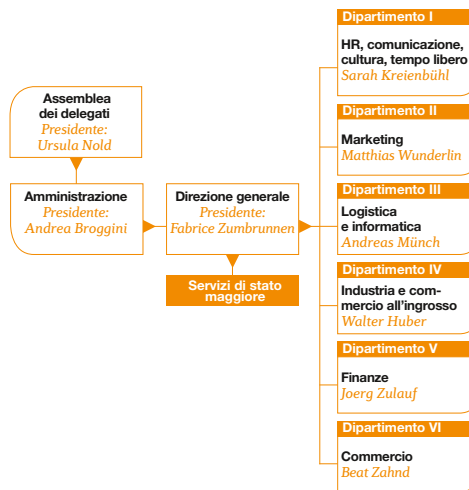 Assemblea
dei delegati
Presidente:
Ursula Nold
Amministrazione
Presidente:
Andrea Broggini
Direzione generale
Presidente:
Fabrice Zumbrunnen
Servizi di stato
maggiore
Dipartimento I
HR, comunicazione,
cultura, tempo libero
Sarah Kreienbühl
Dipartimento II
Marketing
Matthias Wunderlin
Dipartimento III
Logistica
e informatica
Andreas Münch
Dipartimento IV
Industria e com-
mercio all'ingrosso
Walter Huber
Dipartimento V
Finanze
Joerg Zulauf
Dipartimento VI
Commercio
Beat Zahnd